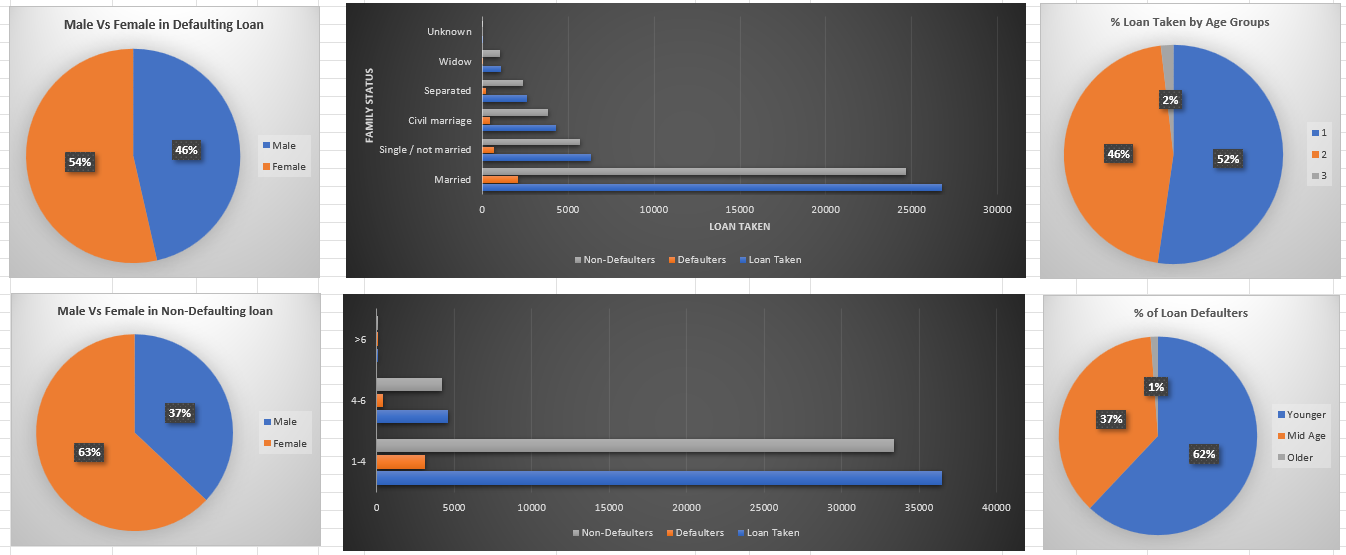 Male Vs Female in Defaulting Loan
54%
46%
Male
Female
FAMILY STATUS
Unknown
Widow
Separated
Civil marriage
Single / not married
Married
0 5000 10000 15000 20000 25000 30000
LOAN TAKEN
Non-Defaulters Defaulters Loan Taken
% Loan Taken by Age Groups
2%
46%
52%
1
2
3
Male Vs Female in Non-Defaulting loan
37%
63%
Male
Female
>6
4-6
1-4
0 5000 10000 15000 20000 25000 30000 35000 40000
Non-Defaulters Defaulters Loan Taken
% of Loan Defaulters
1%
37%
62%
Younger
Mid Age
Older